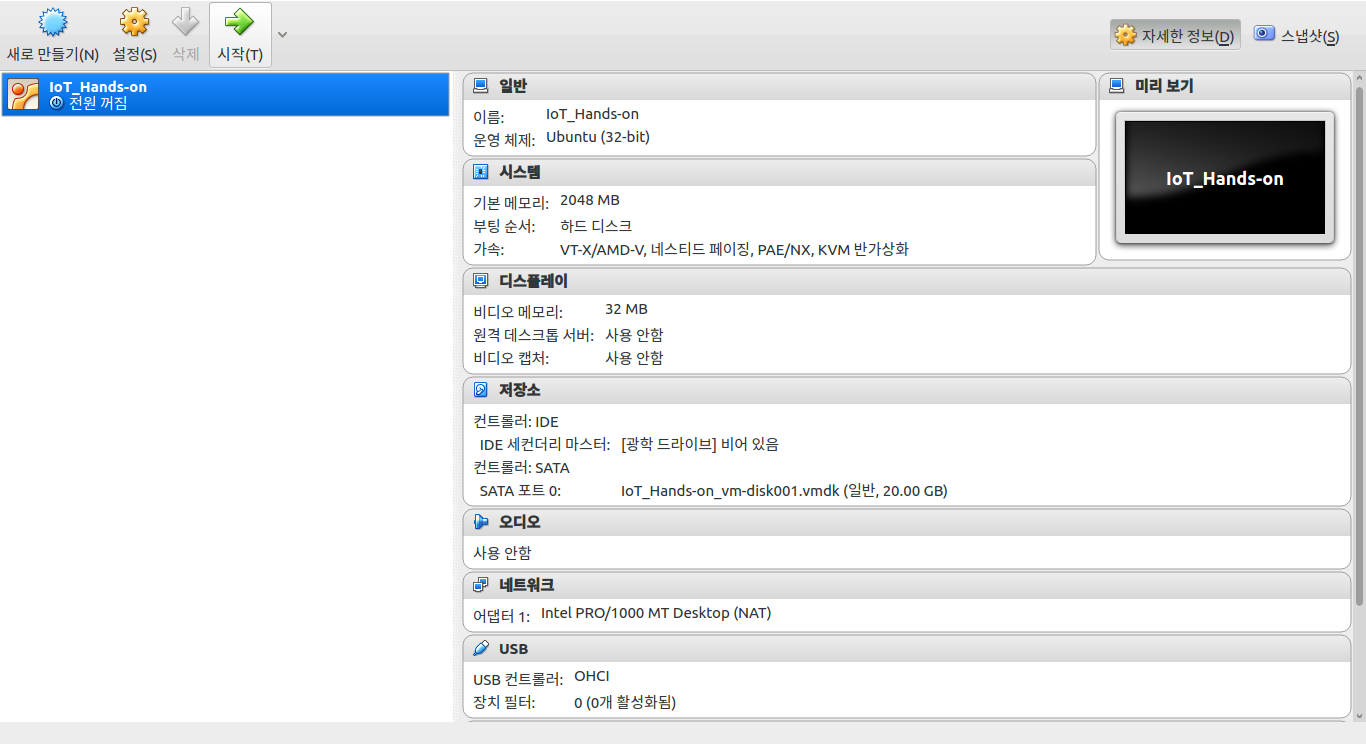 새로 만들기(N) 설정(S) 삭제 시작(T) 자세한 정보(D) 스냅샷(S)
IoT_Hands-on
전원 꺼짐
일반
이름: IoT_Hands-on
운영 체제: Ubuntu (32-bit)
시스템
기본 메모리: 2048 MB
부팅 순서: 하드 디스크
가속: VT-X/AMD-V, 네스티드 페이징, PAE/NX, KVM 반가상화
미리 보기
IoT_Hands-on
디스플레이
비디오 메모리: 32 MB
원격 데스크톱 서버: 사용 안함
비디오 캡처: 사용 안함
저장소
컨트롤러: IDE
IDE 세컨더리 마스터: [광학 드라이브] 비어 있음
컨트롤러: SATA
SATA 포트 0: IoT_Hands-on_vm-disk001.vmdk (일반, 20.00 GB)
오디오
사용 안함
네트워크
어댑터 1: Intel PRO/1000 MT Desktop (NAT)
USB
USB 컨트롤러: OHCI
장치 필터: 0 (0개 활성화됨)